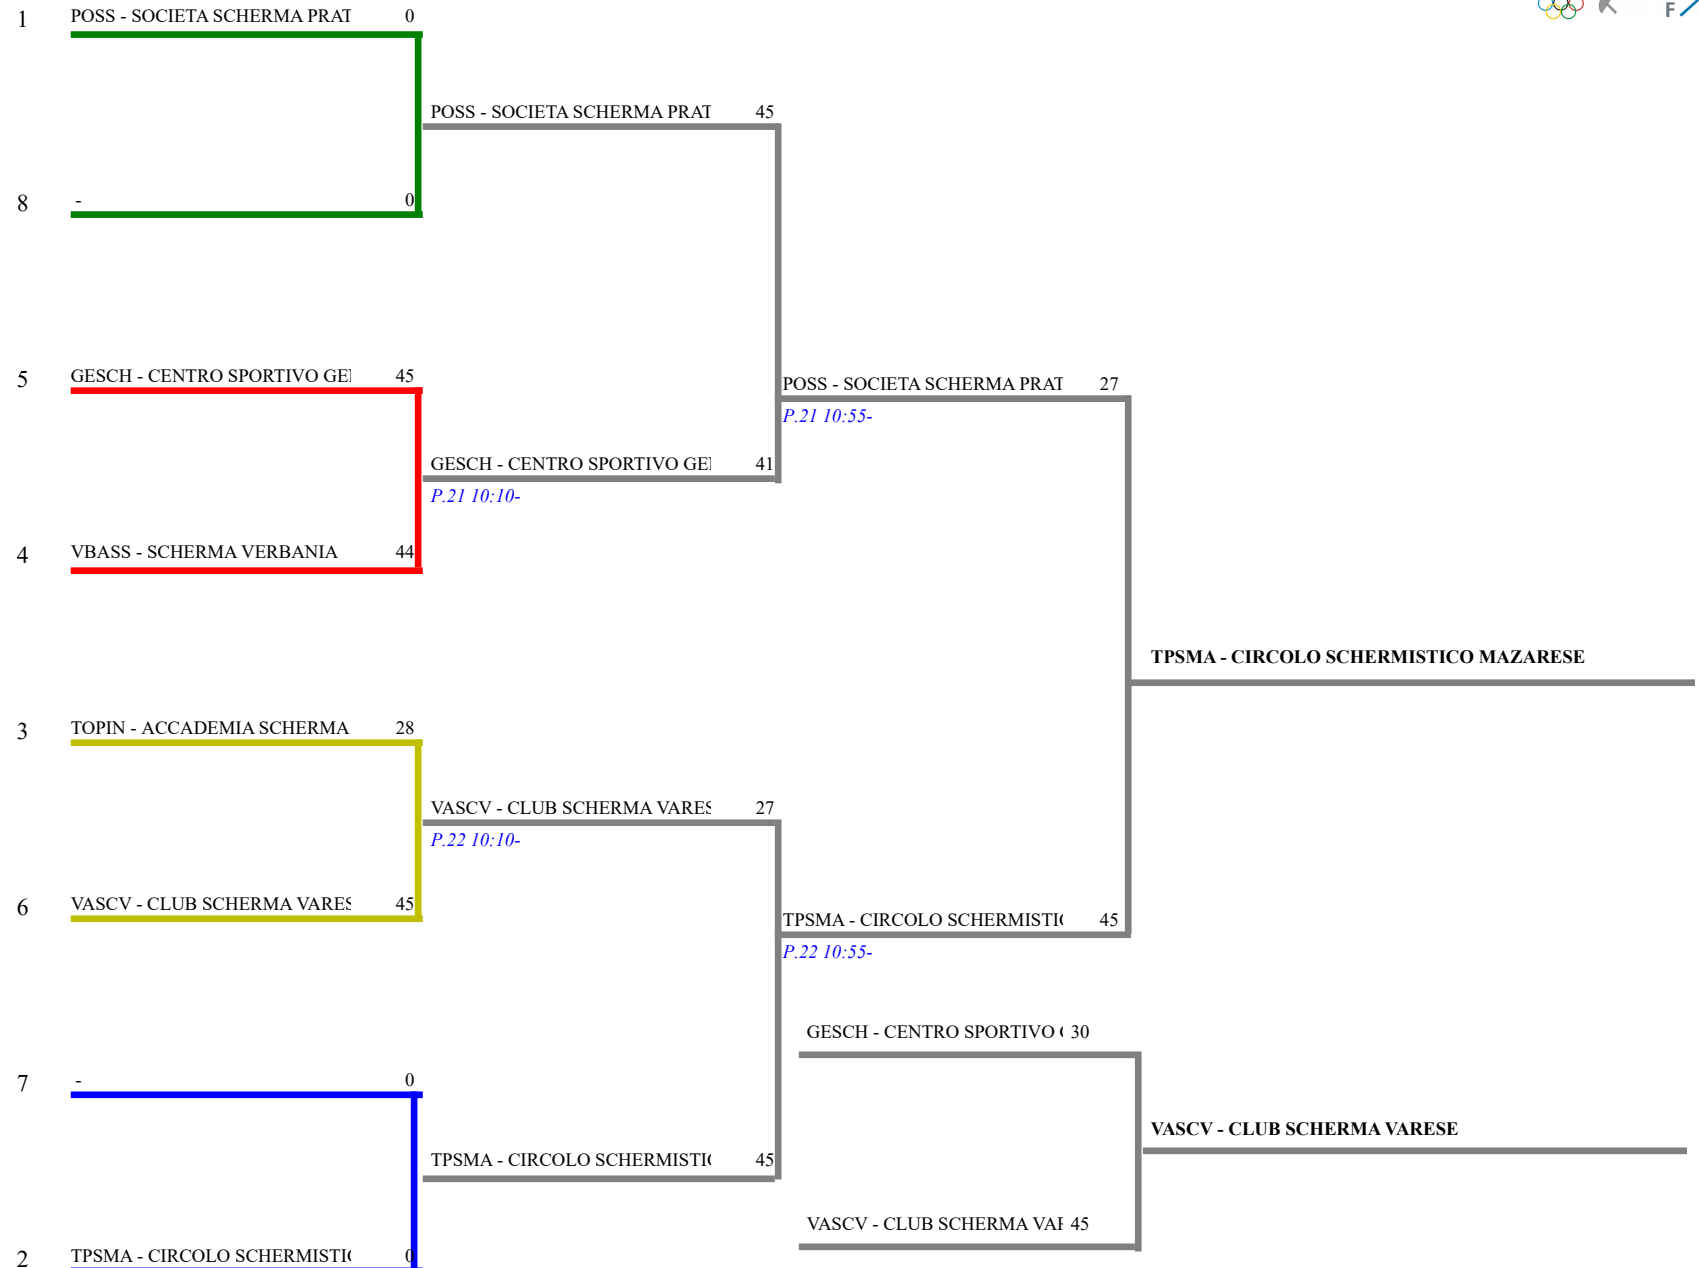 1 POSS - SOCIETA SCHERMA PRAT 0
F
POSS - SOCIETA SCHERMA PRAT 45
8 - 0
5 GESCH - CENTRO SPORTIVO GE 45
POSS - SOCIETA SCHERMA PRAT 27
P.21 10:55-
GESCH - CENTRO SPORTIVO GE 41
P.21 10:10-
4 VBASS - SCHERMA VERBANIA 44
TPSMA - CIRCOLO SCHERMISTICO MAZARESE
3 TOPIN - ACCADEMIA SCHERMA 28
VASCV - CLUB SCHERMA VARES 27
P.22 10:10-
6 VASCV - CLUB SCHERMA VARES 45
TPSMA - CIRCOLO SCHERMISTI 45
P.22 10:55-
GESCH - CENTRO SPORTIVO 30
7 - 0
VASCV - CLUB SCHERMA VARESE
TPSMA - CIRCOLO SCHERMISTI 45
VASCV - CLUB SCHERMA VAR 45
2 TPSMA - CIRCOLO SCHERMISTI 0